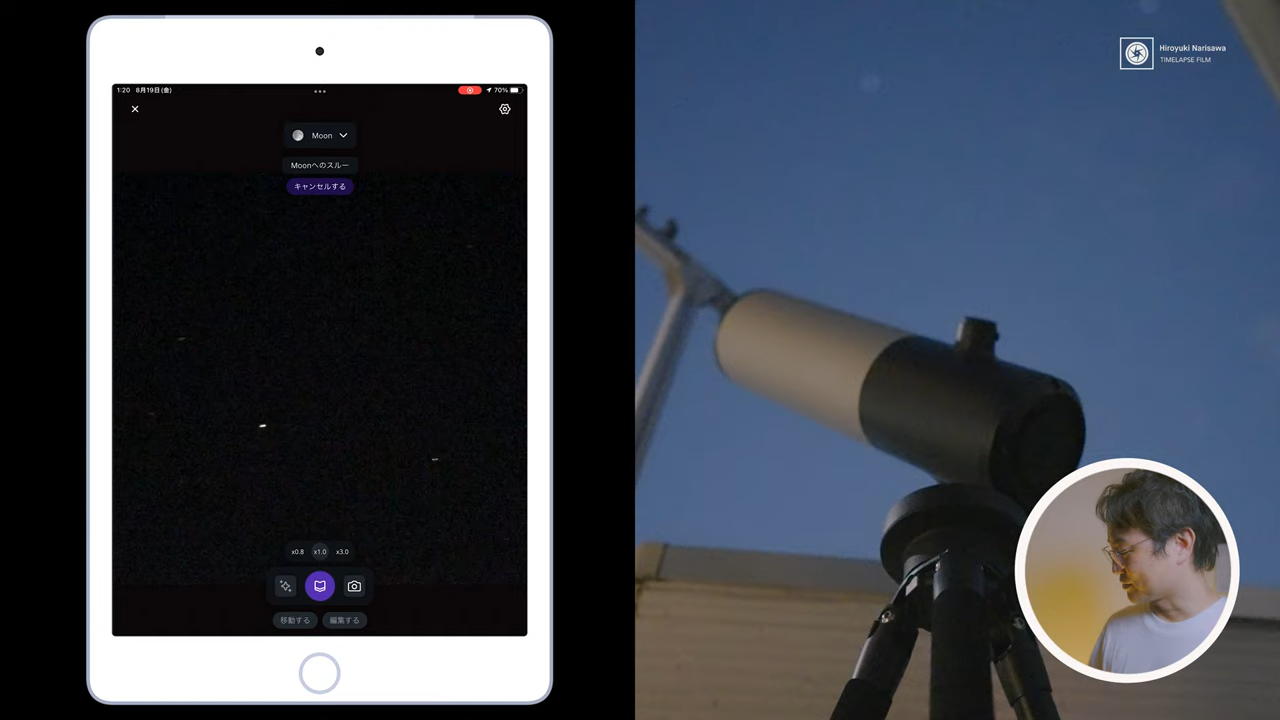 1:20 8月19日(金)
70%
Moon
Moonへのスルー
キャンセルする
x0.8 x1.0 x3.0
移動する 編集する
Hiroyuki Narisawa
TIMELAPSE FILM